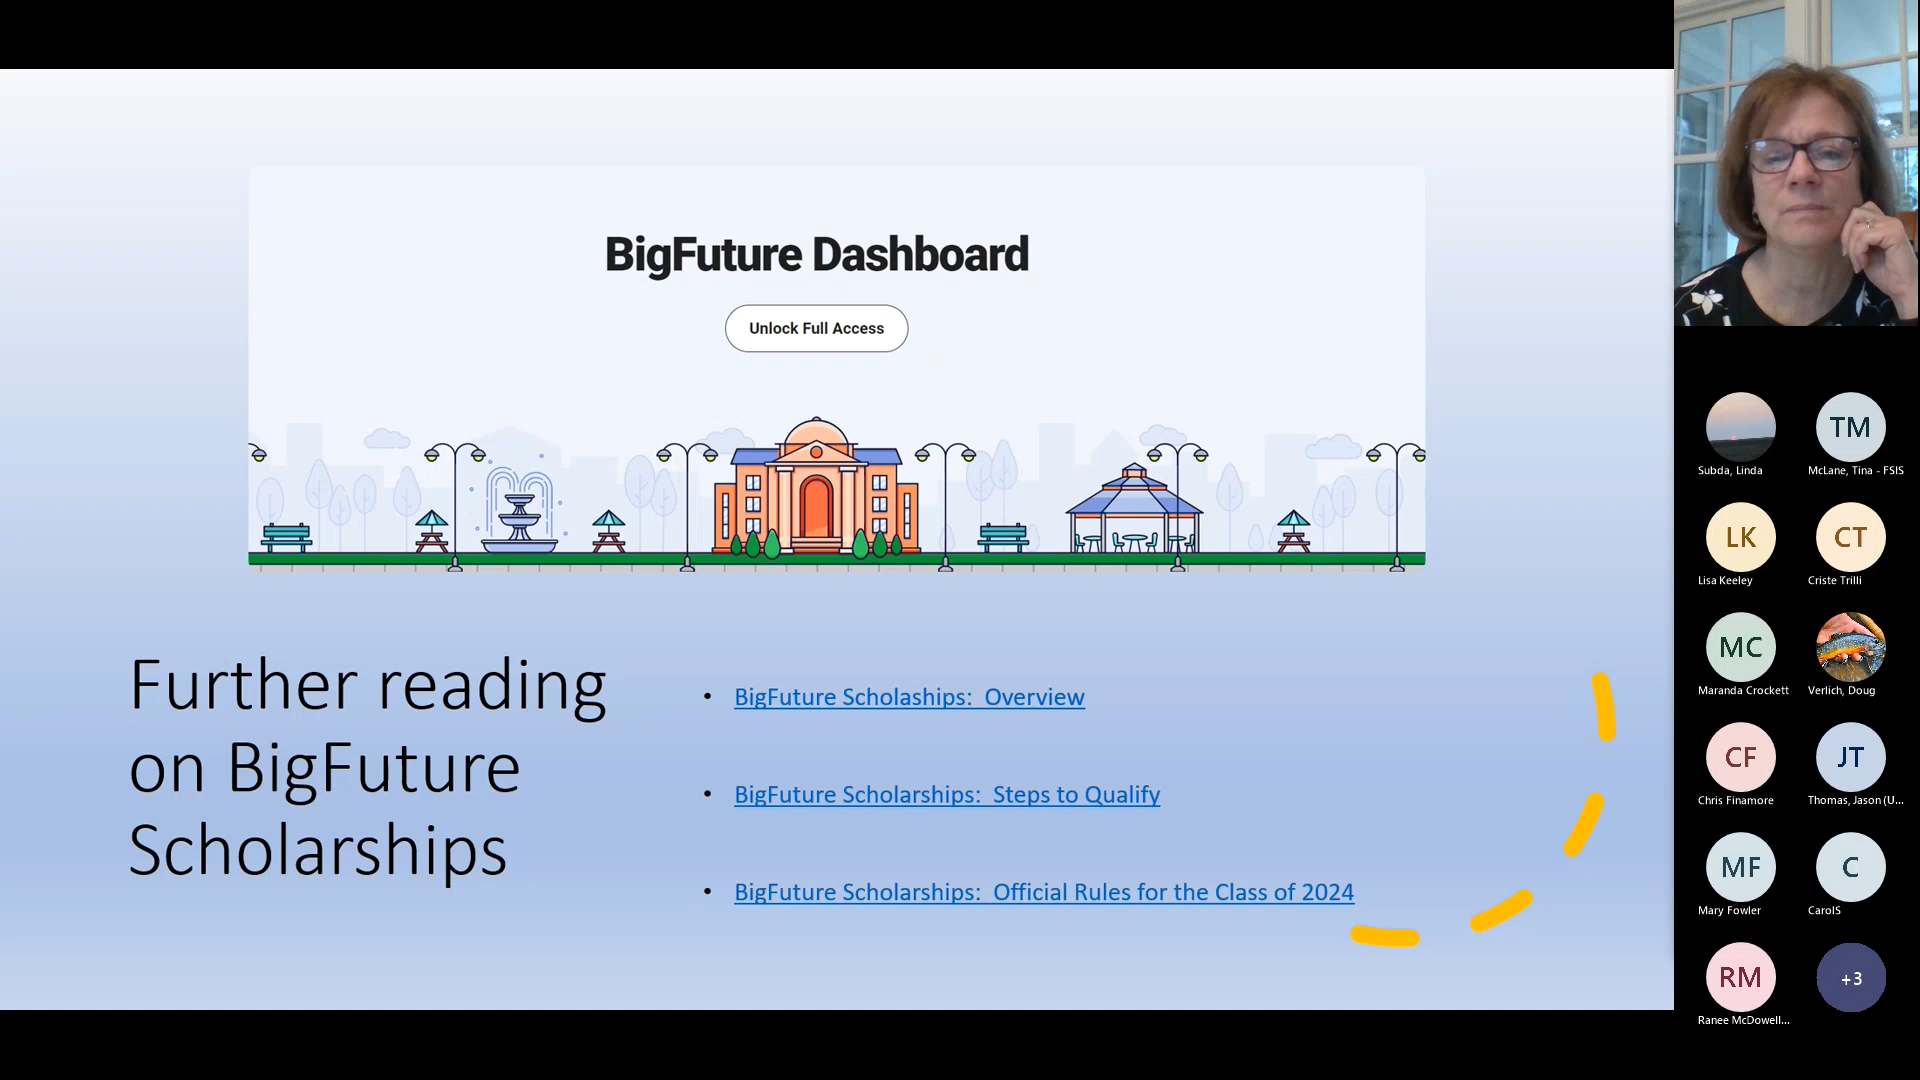 BigFuture Dashboard
Unlock Full Access
Further reading
on BigFuture
Scholarships
• BigFuture Scholaships:  Overview
• BigFuture Scholarships:  Steps to Qualify
• BigFuture Scholarships:  Official Rules for the Class of 2024
Subda, Linda
TM
McLane, Tina - FSIS
LK
Lisa Keeley
CT
Criste Trilli
MC
Maranda Crockett
Verlich, Doug
CF
Chris Finamore
JT
Thomas, Jason (U...
MF
Mary Fowler
C
CarolS
RM
Ranee McDowell...
+3